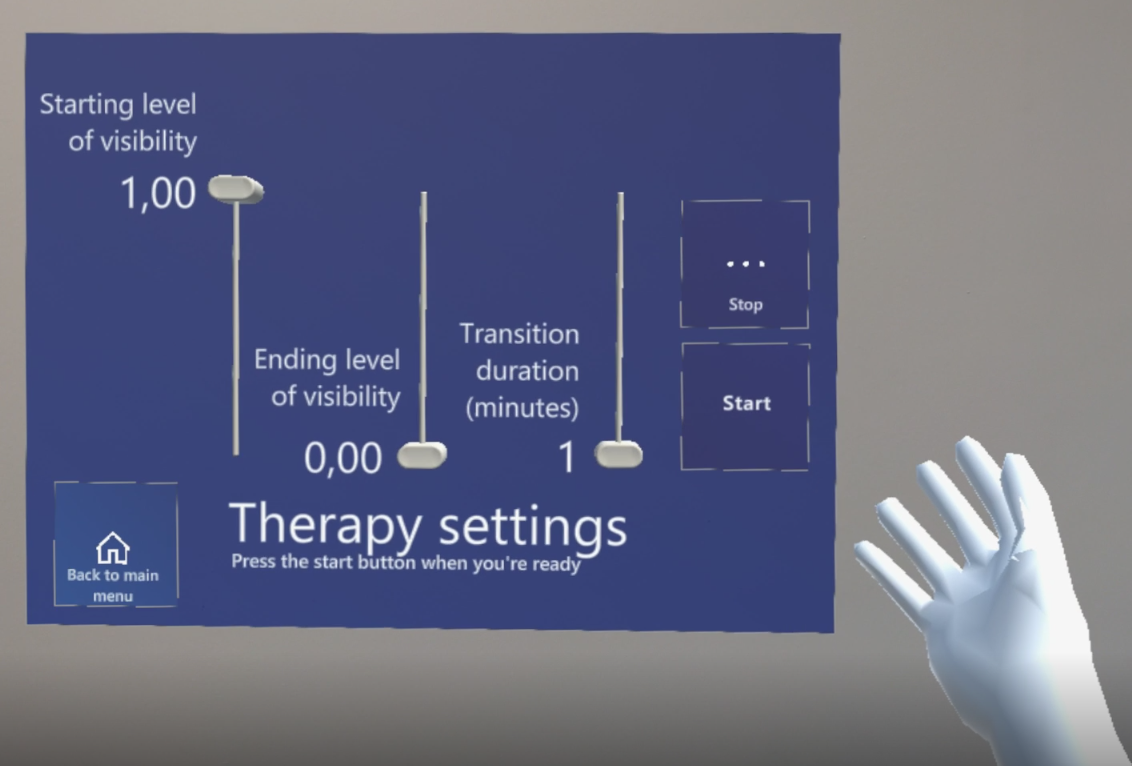 Starting level
of visibility
1,00
Ending level
of visibility
0,00
Transition
duration
(minutes)
1
...
Stop
Start
Therapy settings
Press the start button when you're ready
Back to main
menu